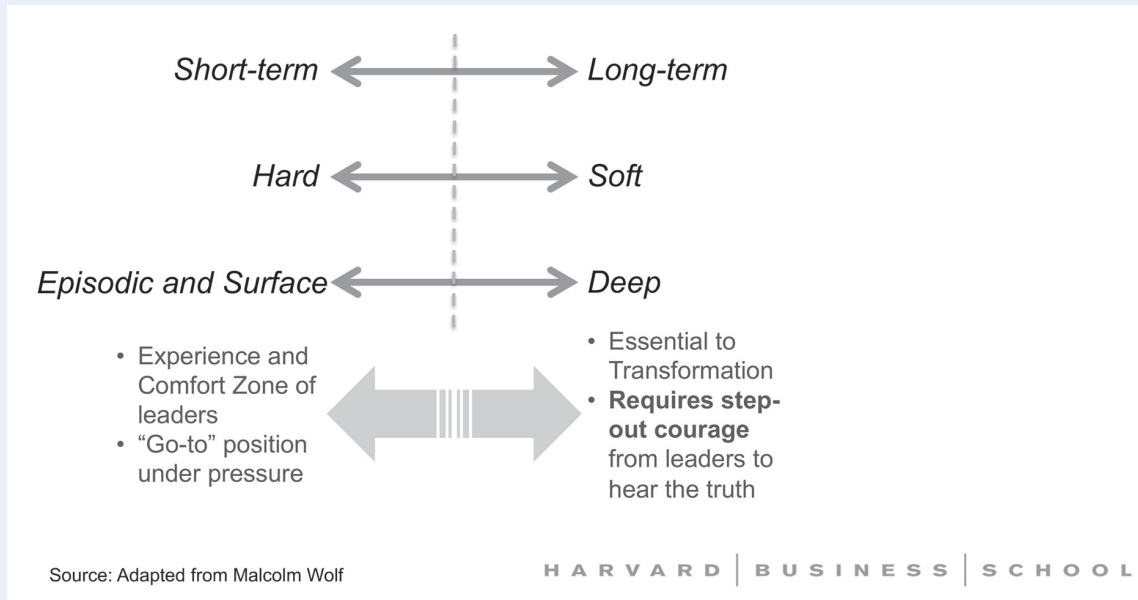 Short-term
Long-term
Hard
Soft
Episodic and Surface
Deep
• Experience and
Comfort Zone of
leaders
• “Go-to” position
under pressure
• Essential to
Transformation
• Requires step-
out courage
from leaders to
hear the truth
Source: Adapted from Malcolm Wolf
HARVARD | BUSINESS | SCHOOL